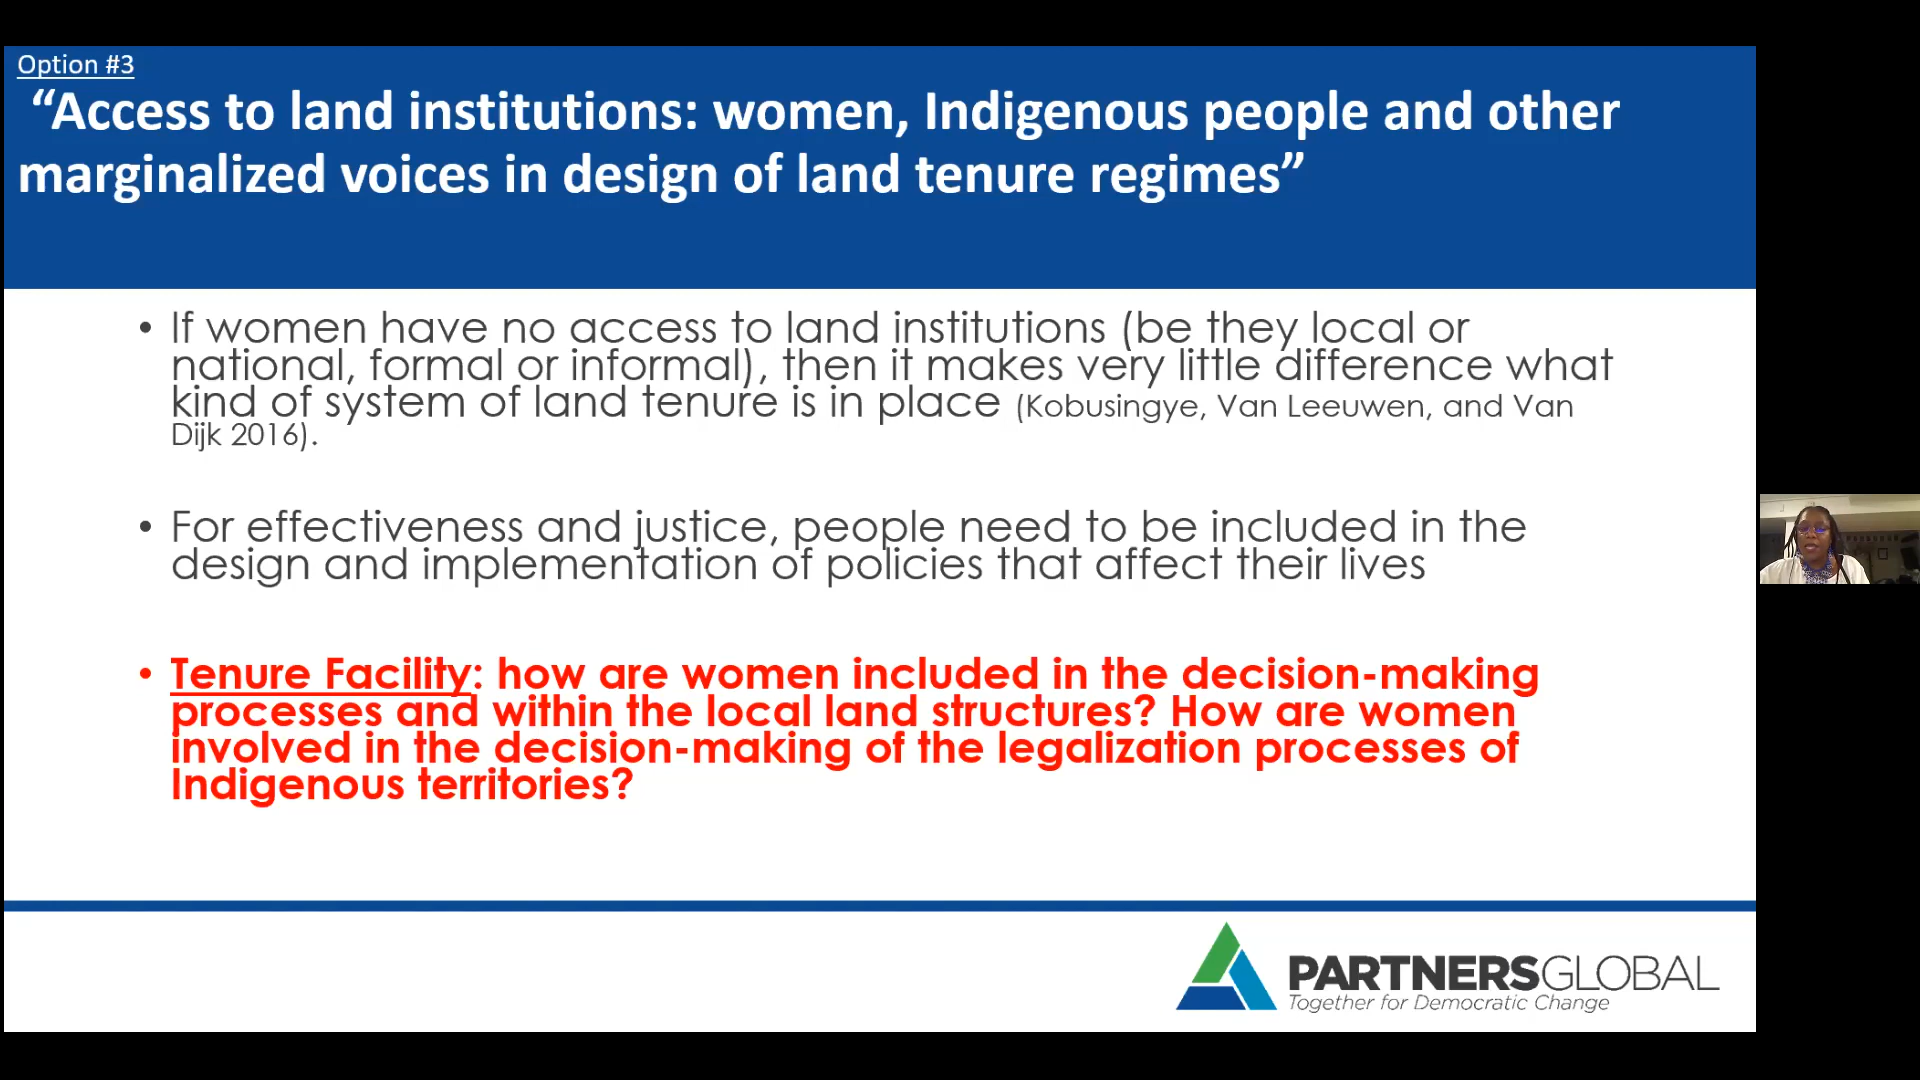 Option #3
“Access to land institutions: women, Indigenous people and other
marginalized voices in design of land tenure regimes”
• If women have no access to land institutions (be they local or
national, formal or informal), then it makes very little difference what
kind of system of land tenure is in place (Kobusingye, Van Leeuwen, and Van
Dijk 2016).
• For effectiveness and justice, people need to be included in the
design and implementation of policies that affect their lives
• Tenure Facility: how are women included in the decision-making
processes and within the local land structures? How are women
involved in the decision-making of the legalization processes of
Indigenous territories?
PARTNERSGLOBAL
Together for Democratic Change